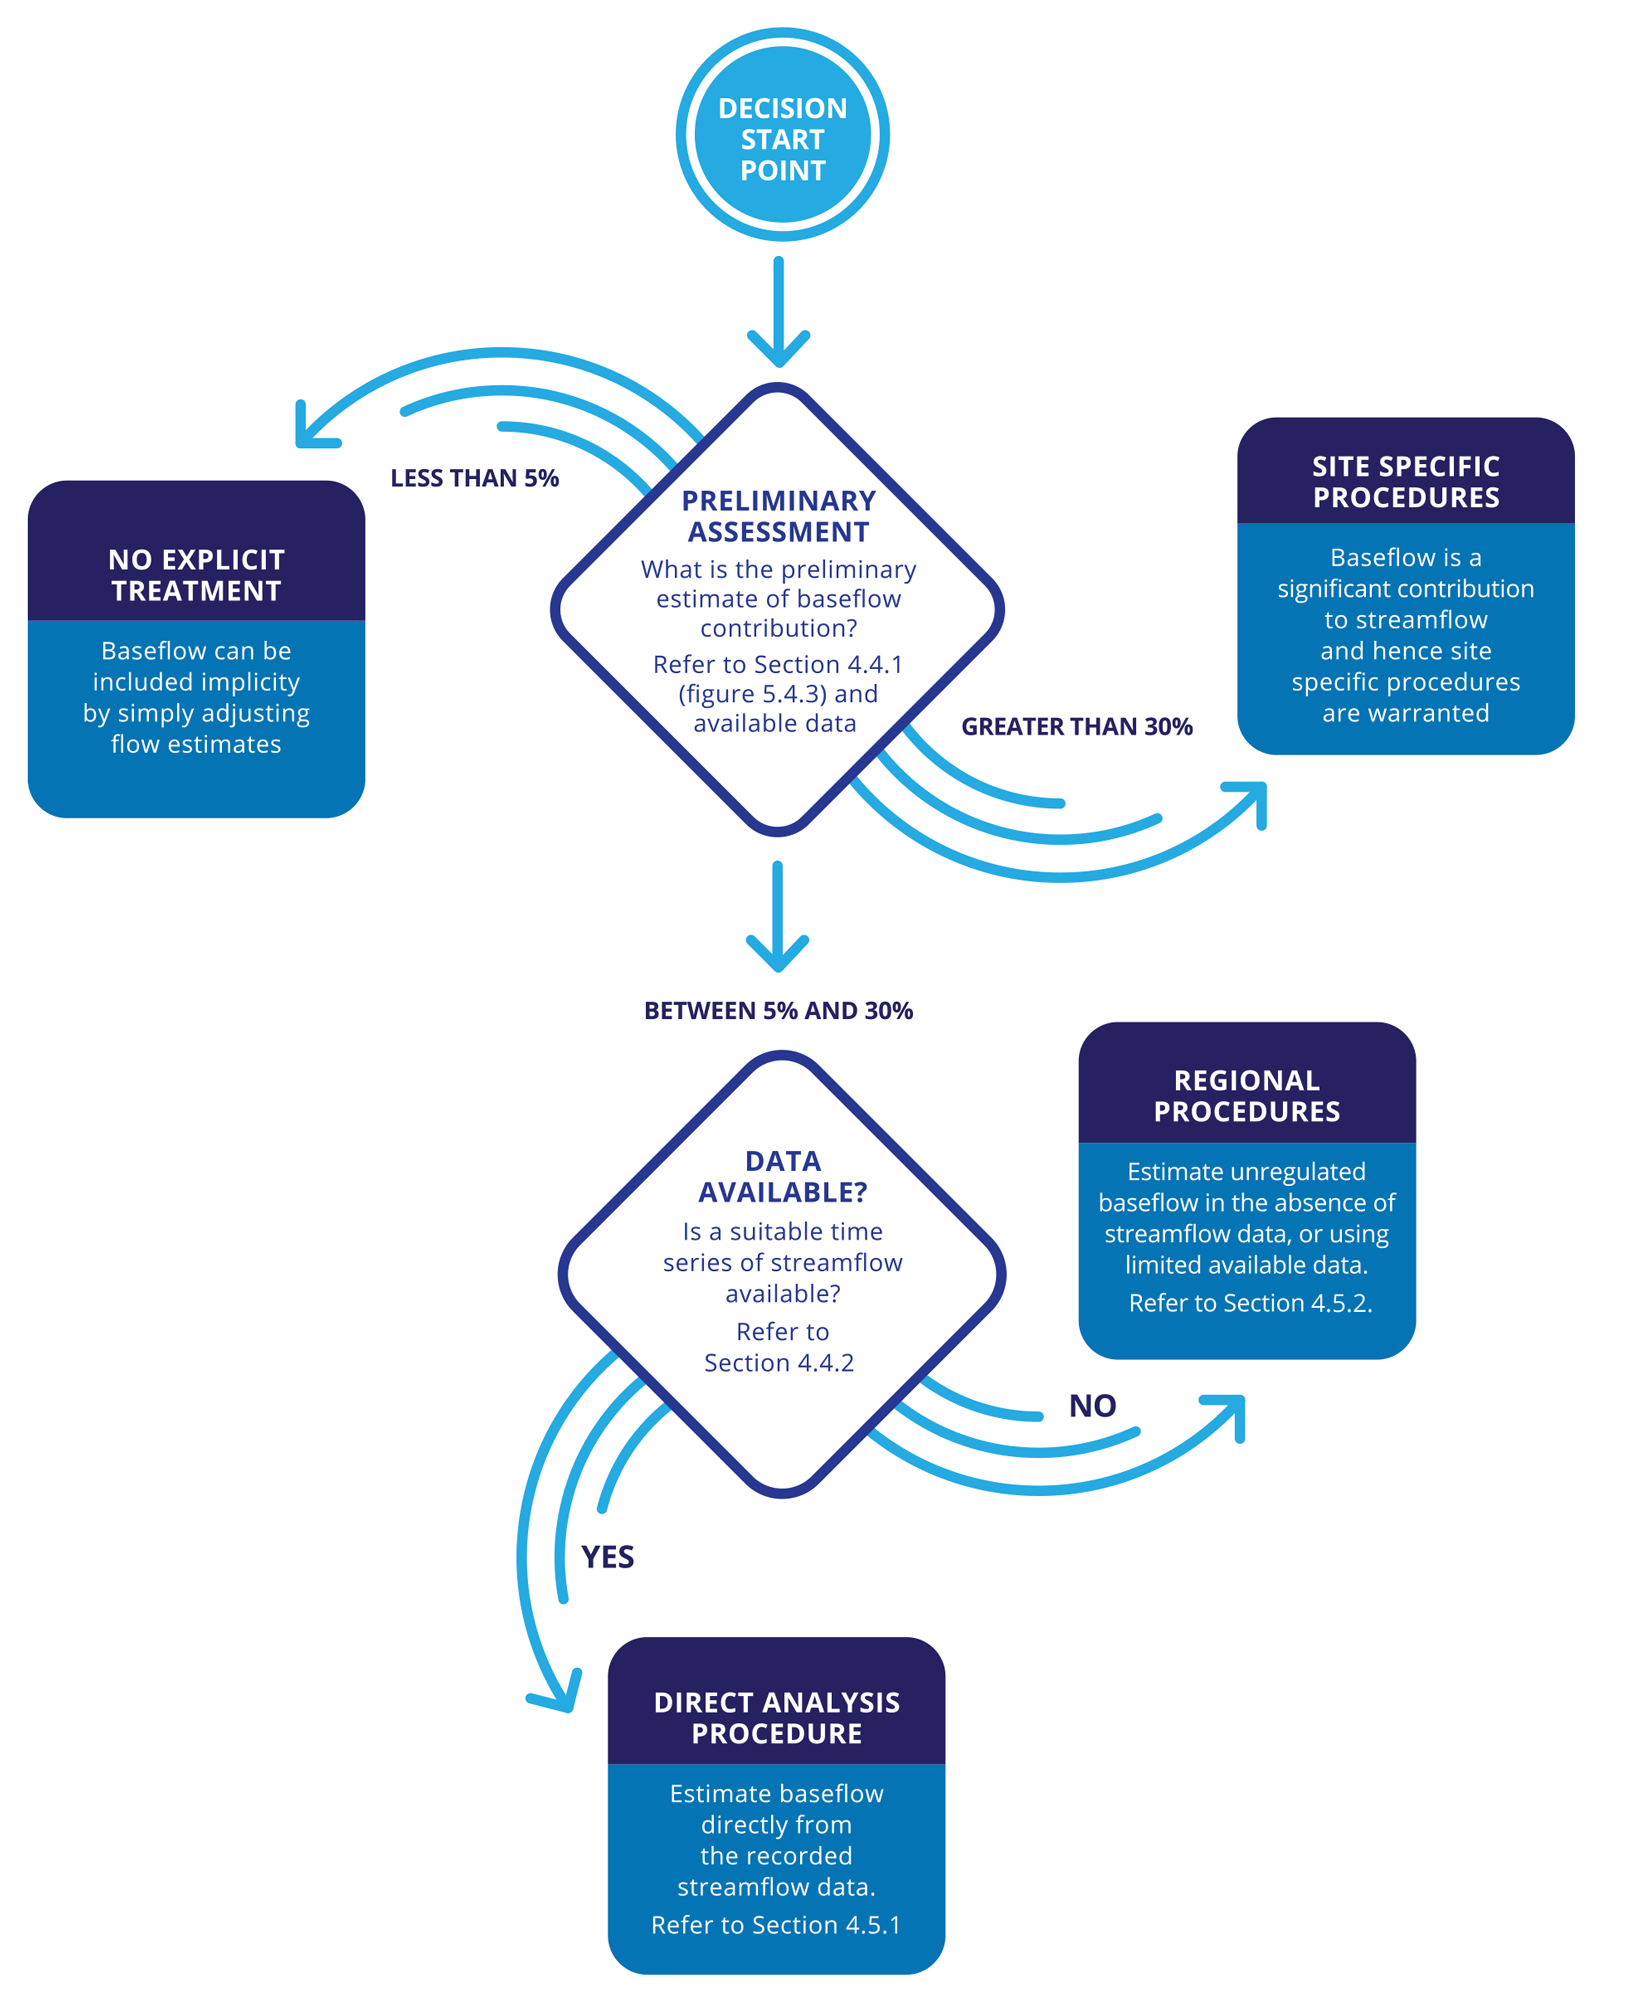 DECISION
START
POINT
LESS THAN 5%
NO EXPLICIT
TREATMENT
Baseflow can be
included implicity
by simply adjusting
flow estimates
PRELIMINARY
ASSESSMENT
What is the preliminary
estimate of baseflow
contribution?
Refer to Section 4.4.1
(figure 5.4.3) and
available data
GREATER THAN 30%
SITE SPECIFIC
PROCEDURES
Baseflow is a
significant contribution
to streamflow
and hence site
specific procedures
are warranted
BETWEEN 5% AND 30%
DATA
AVAILABLE?
Is a suitable time
series of streamflow
available?
Refer to
Section 4.4.2
NO
REGIONAL
PROCEDURES
Estimate unregulated
baseflow in the absence of
streamflow data, or using
limited available data.
Refer to Section 4.5.2.
YES
DIRECT ANALYSIS
PROCEDURE
Estimate baseflow
directly from
the recorded
streamflow data.
Refer to Section 4.5.1